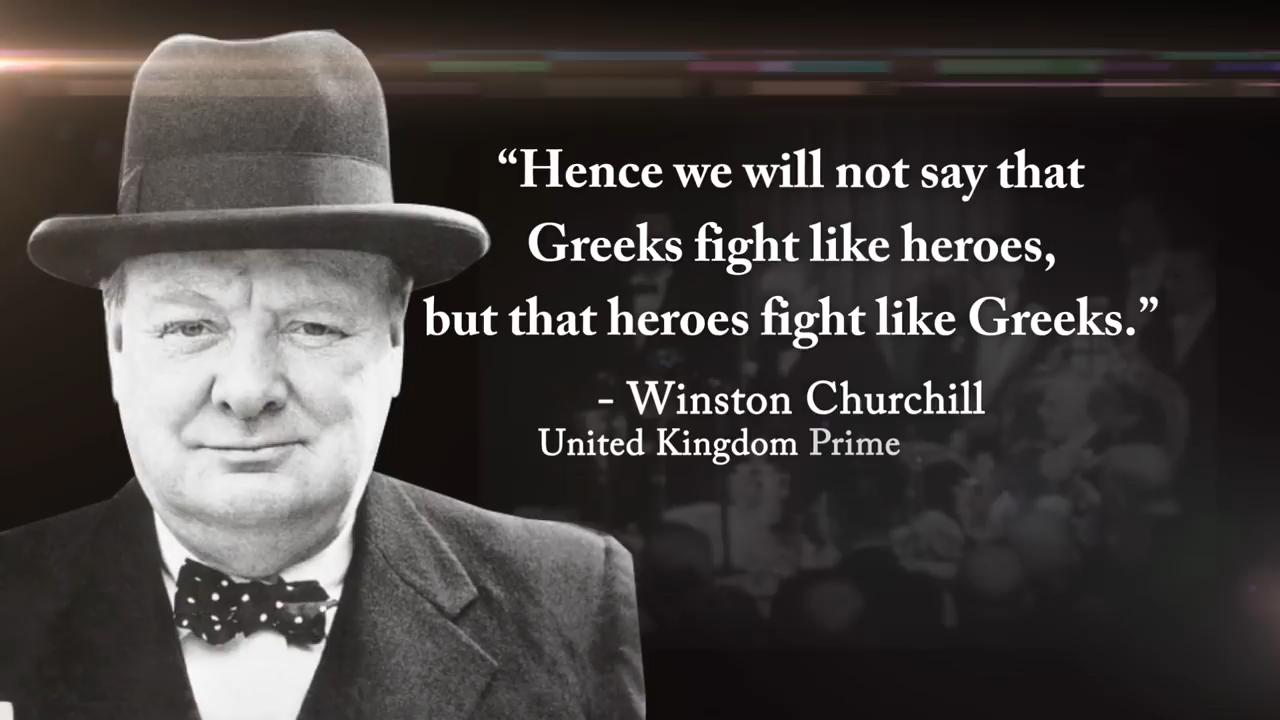 “Hence we will not say that
Greeks fight like heroes,
but that heroes fight like Greeks.”
- Winston Churchill
United Kingdom Prime